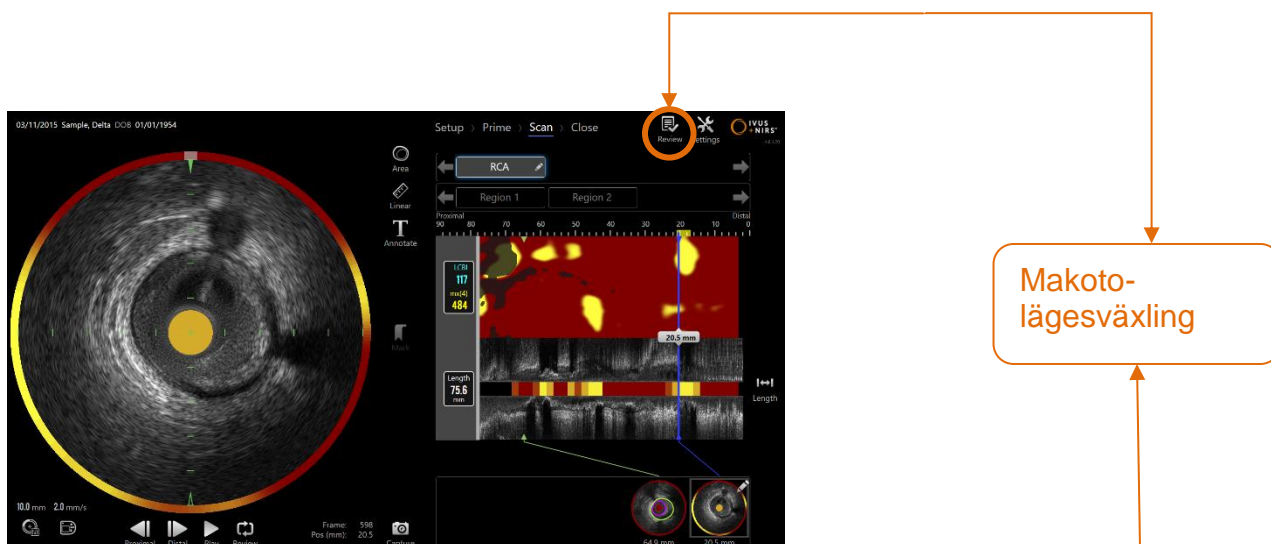 03/11/2015 Sample, Delta DOB 01/01/1954
Setup > Prime > Scan > Close
Review
ettings
IVUS
+NIRS
Area
Linear
Annotate
Mark
RCA
Region 1 Region 2
Proximal Distal
90 80 70 60 50 40 30 20 10 0
LCBI
117
mx(4)
484
20.5 mm
Length
75.6
mm
Length
10.0 mm 2.0 mm/s
Proximal Distal Play Review
Frame: 598
Pos (mm): 20.5
Capture
64.9 mm 20.5 mm
Makoto-
lägesväxling